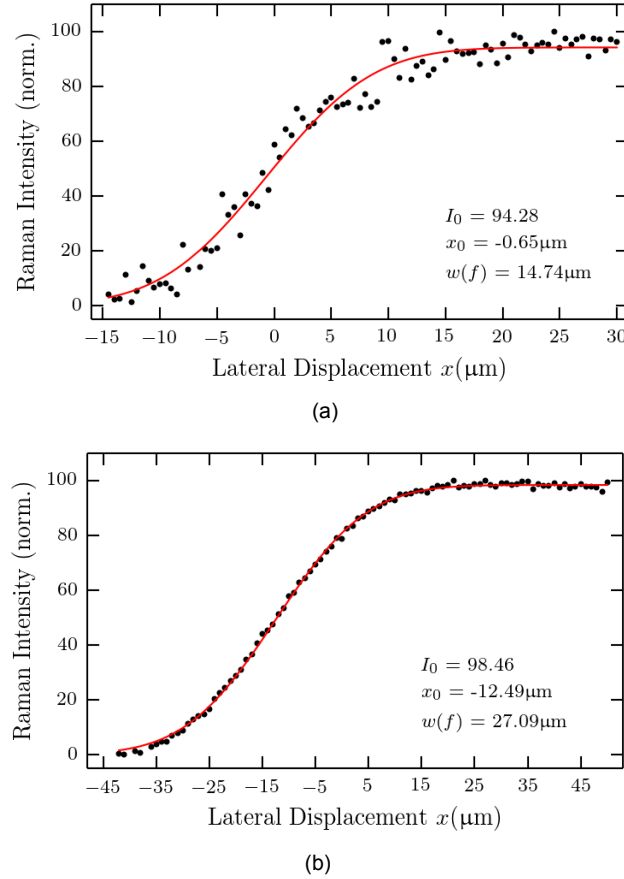 100
80
60
40
20
0
Raman Intensity (norm.)
I0 = 94.28
x0 = -0.65μm
w(f) = 14.74μm
−15 −10 −5 0 5 10 15 20 25 30
Lateral Displacement x(μm)
(a)
100
80
60
40
20
0
Raman Intensity (norm.)
I0 = 98.46
x0 = -12.49μm
w(f) = 27.09μm
−45 −35 −25 −15 −5 5 15 25 35 45
Lateral Displacement x(μm)
(b)